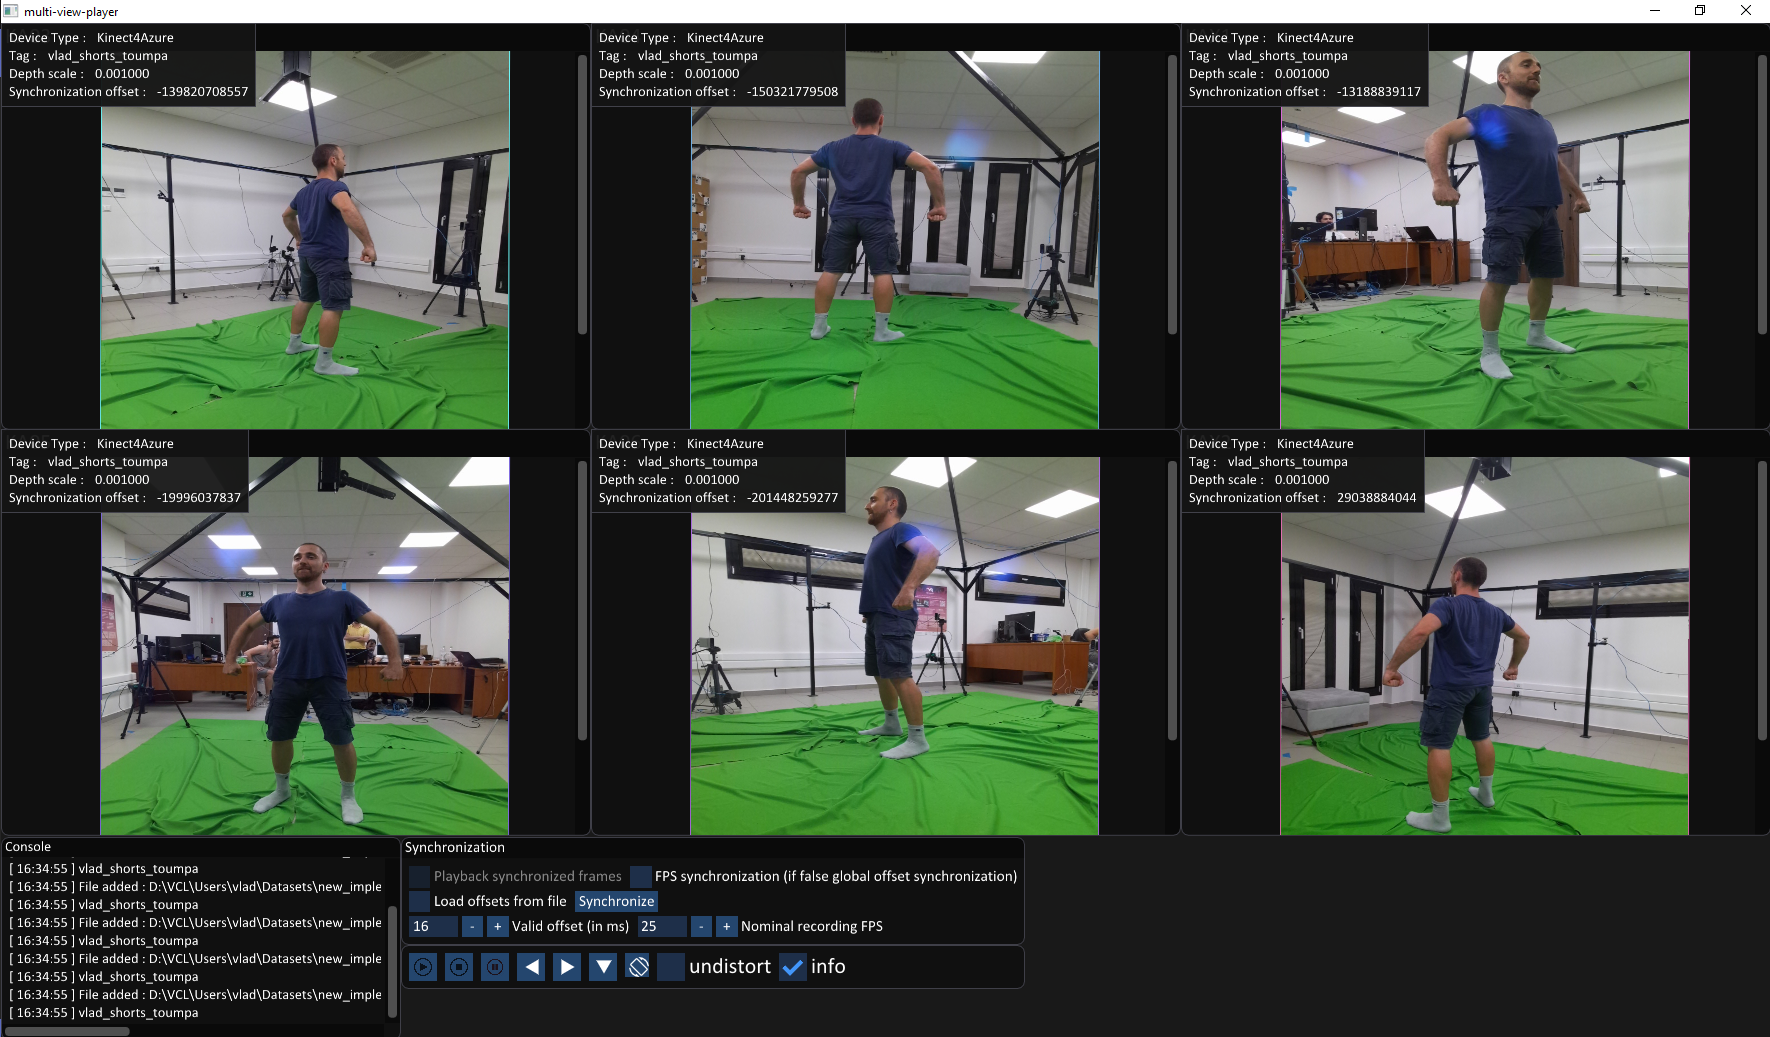 multi-view-player
Device Type : Kinect4Azure
Tag : vlad_shorts_toumpa
Depth scale : 0.001000
Synchronization offset : -139820708557
Device Type : Kinect4Azure
Tag : vlad_shorts_toumpa
Depth scale : 0.001000
Synchronization offset : -150321779508
Device Type : Kinect4Azure
Tag : vlad_shorts_toumpa
Depth scale : 0.001000
Synchronization offset : -13188839117
Device Type : Kinect4Azure
Tag : vlad_shorts_toumpa
Depth scale : 0.001000
Synchronization offset : -19996037837
Device Type : Kinect4Azure
Tag : vlad_shorts_toumpa
Depth scale : 0.001000
Synchronization offset : -201448259277
Device Type : Kinect4Azure
Tag : vlad_shorts_toumpa
Depth scale : 0.001000
Synchronization offset : 29038884044
Console
[ 16:34:55 ] vlad_shorts_toumpa
[ 16:34:55 ] File added : D:\VCL\Users\vlad\Datasets\new_imple
[ 16:34:55 ] vlad_shorts_toumpa
[ 16:34:55 ] File added : D:\VCL\Users\vlad\Datasets\new_imple
[ 16:34:55 ] vlad_shorts_toumpa
[ 16:34:55 ] File added : D:\VCL\Users\vlad\Datasets\new_imple
[ 16:34:55 ] vlad_shorts_toumpa
[ 16:34:55 ] File added : D:\VCL\Users\vlad\Datasets\new_imple
[ 16:34:55 ] vlad_shorts_toumpa
Synchronization
Playback synchronized frames FPS synchronization (if false global offset synchronization)
Load offsets from file Synchronize
16 - + Valid offset (in ms) 25 - + Nominal recording FPS
undistort info